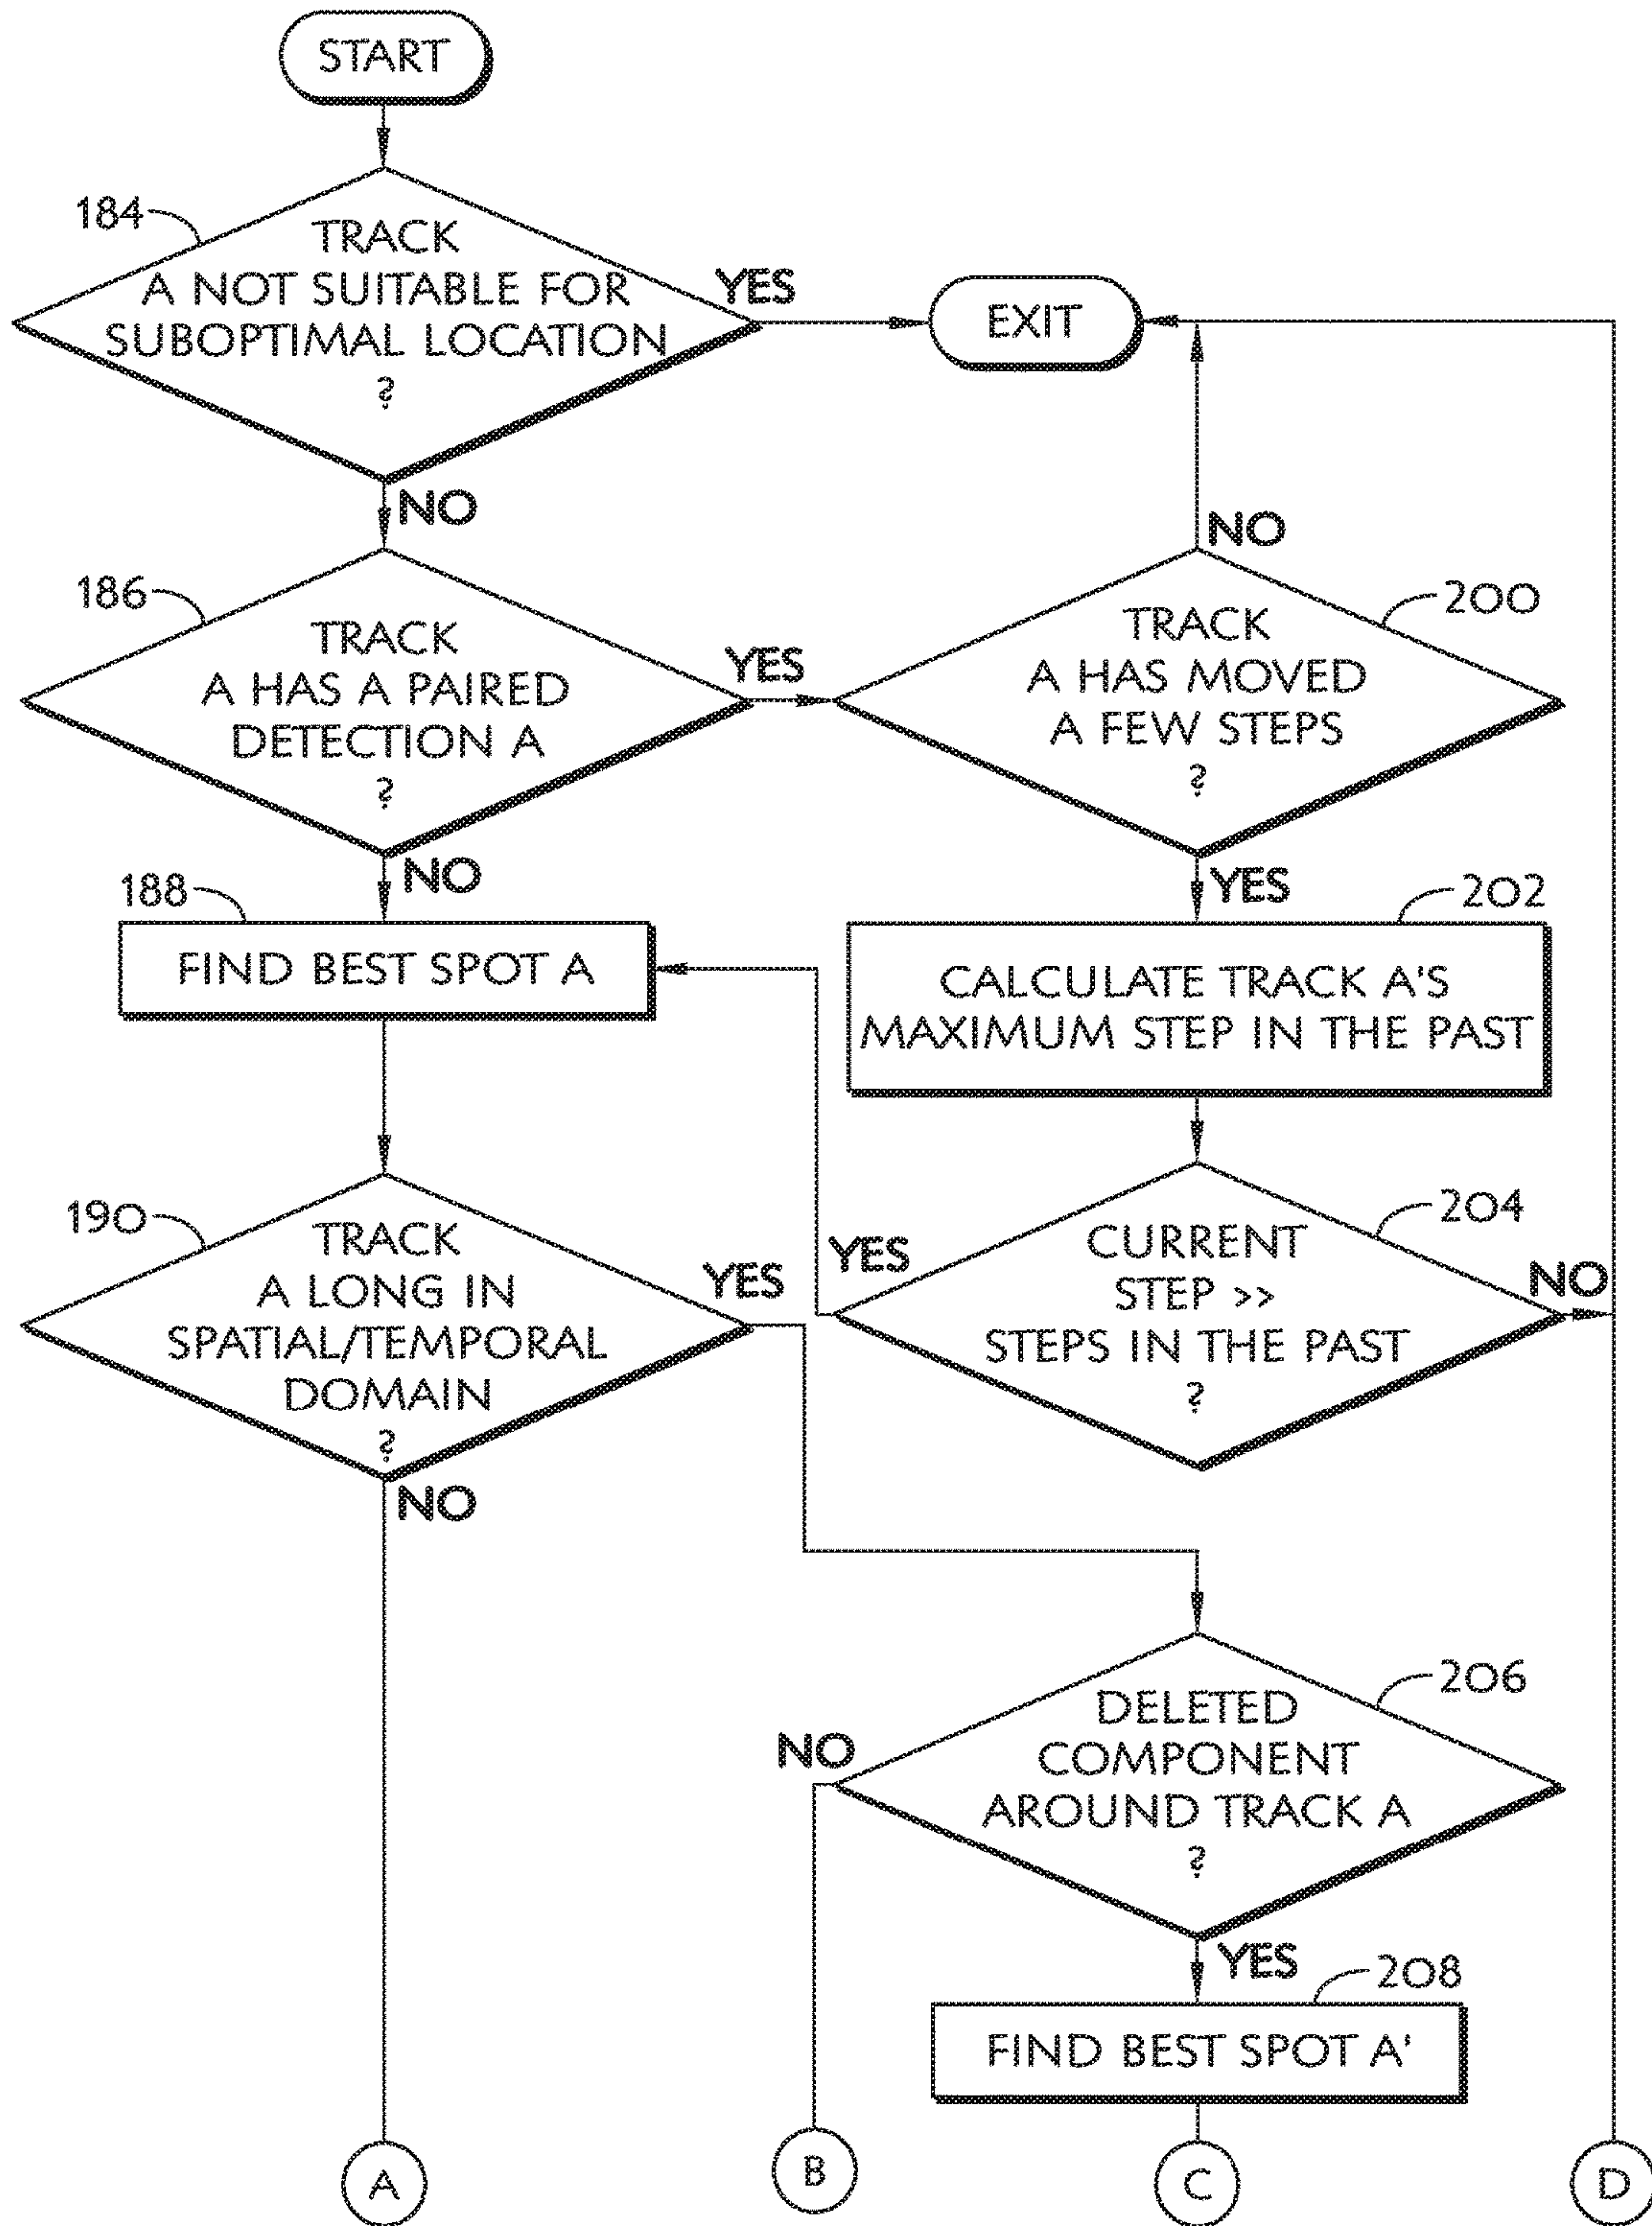 START
184
TRACK
A NOT SUITABLE FOR
SUBOPTIMAL LOCATION
?
YES
EXIT
NO
186
TRACK
A HAS A PAIRED
DETECTION A
?
YES
NO
200
TRACK
A HAS MOVED
A FEW STEPS
?
NO
YES
188
FIND BEST SPOT A
202
CALCULATE TRACK A'S
MAXIMUM STEP IN THE PAST
190
TRACK
A LONG IN
SPATIAL/TEMPORAL
DOMAIN
?
YES
NO
204
YES
CURRENT
STEP >>
STEPS IN THE PAST
?
NO
206
NO
DELETED
COMPONENT
AROUND TRACK A
?
YES
208
FIND BEST SPOT A'
A
B
C
D